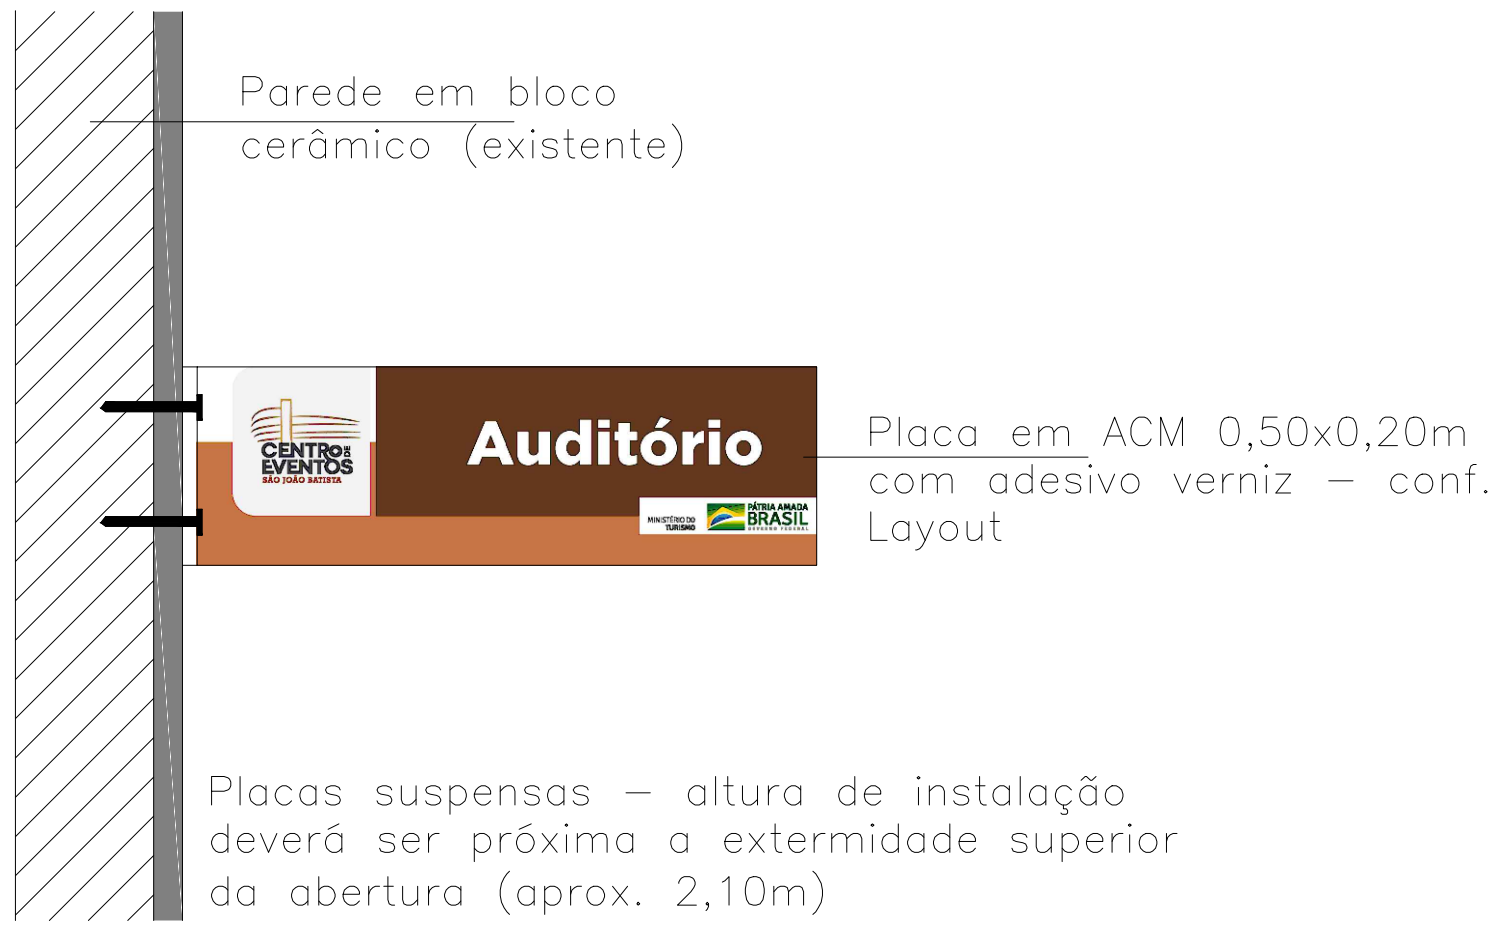 Parede em bloco
cerâmico (existente)
CENTRO DE
EVENTOS
SÃO JOÃO BATISTA
Auditório
MINISTÉRIO DO
TURISMO
PÁTRIA AMADA
BRASIL
GOVERNO FEDERAL
Placa em ACM 0,50x0,20m
com adesivo verniz – conf.
Layout
Placas suspensas – altura de instalação
deverá ser próxima a extermidade superior
da abertura (aprox. 2,10m)